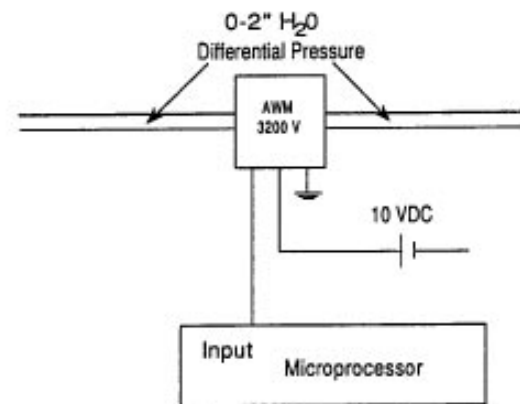 0-2" H₂O
Differential Pressure
AWM
3200 V
10 VDC
Input
Microprocessor